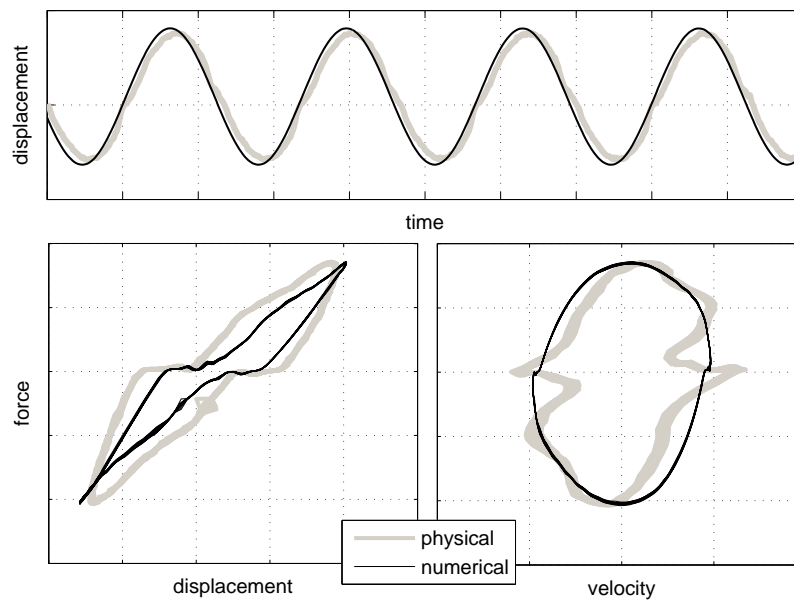 displacement
time
force
physical
numerical
displacement
velocity